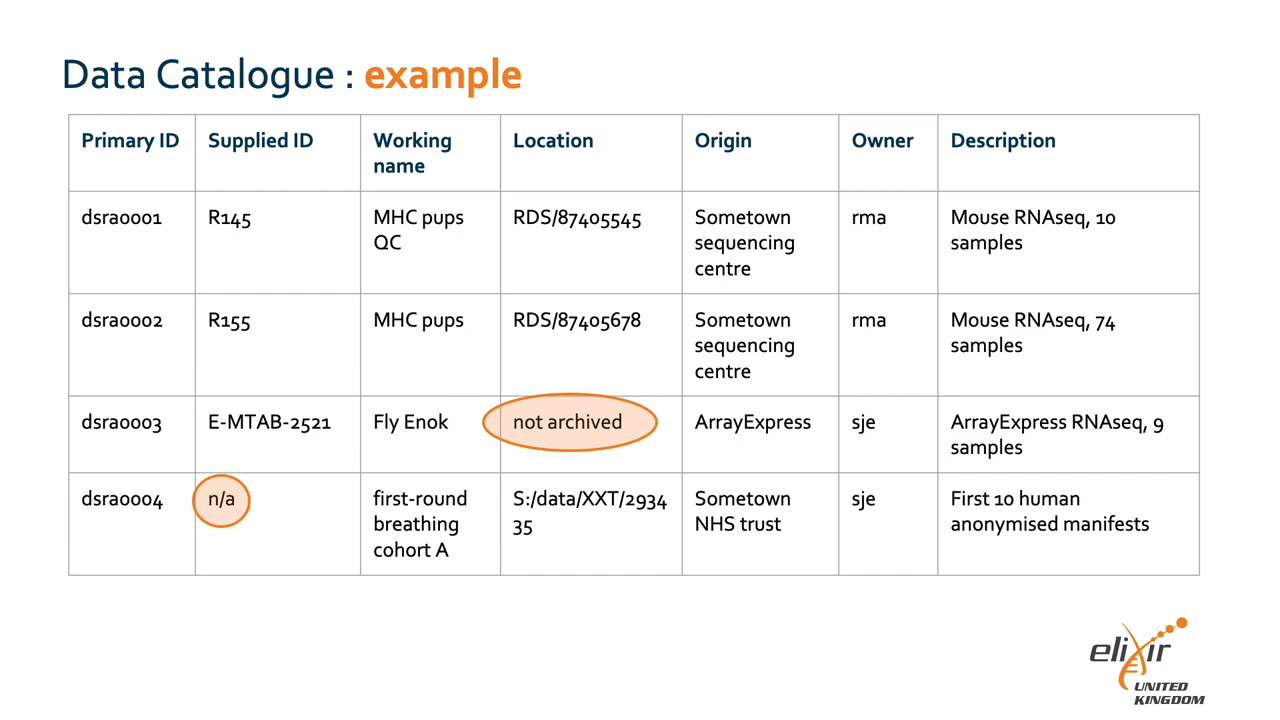 Data Catalogue : example
Primary ID
Supplied ID
Working
name
Location
Origin
Owner
Description
dsra0001
R145
MHC pups
QC
RDS/87405545
Sometown
sequencing
centre
rma
Mouse RNAseq, 10
samples
dsra0002
R155
MHC pups
RDS/87405678
Sometown
sequencing
centre
rma
Mouse RNAseq, 74
samples
dsra0003
E-MTAB-2521
Fly Enok
not archived
ArrayExpress
sje
ArrayExpress RNAseq, 9
samples
dsra0004
n/a
first-round
breathing
cohort A
S:/data/XXT/2934
35
Sometown
NHS trust
sje
First 10 human
anonymised manifests
elixir
UNITED
KINGDOM